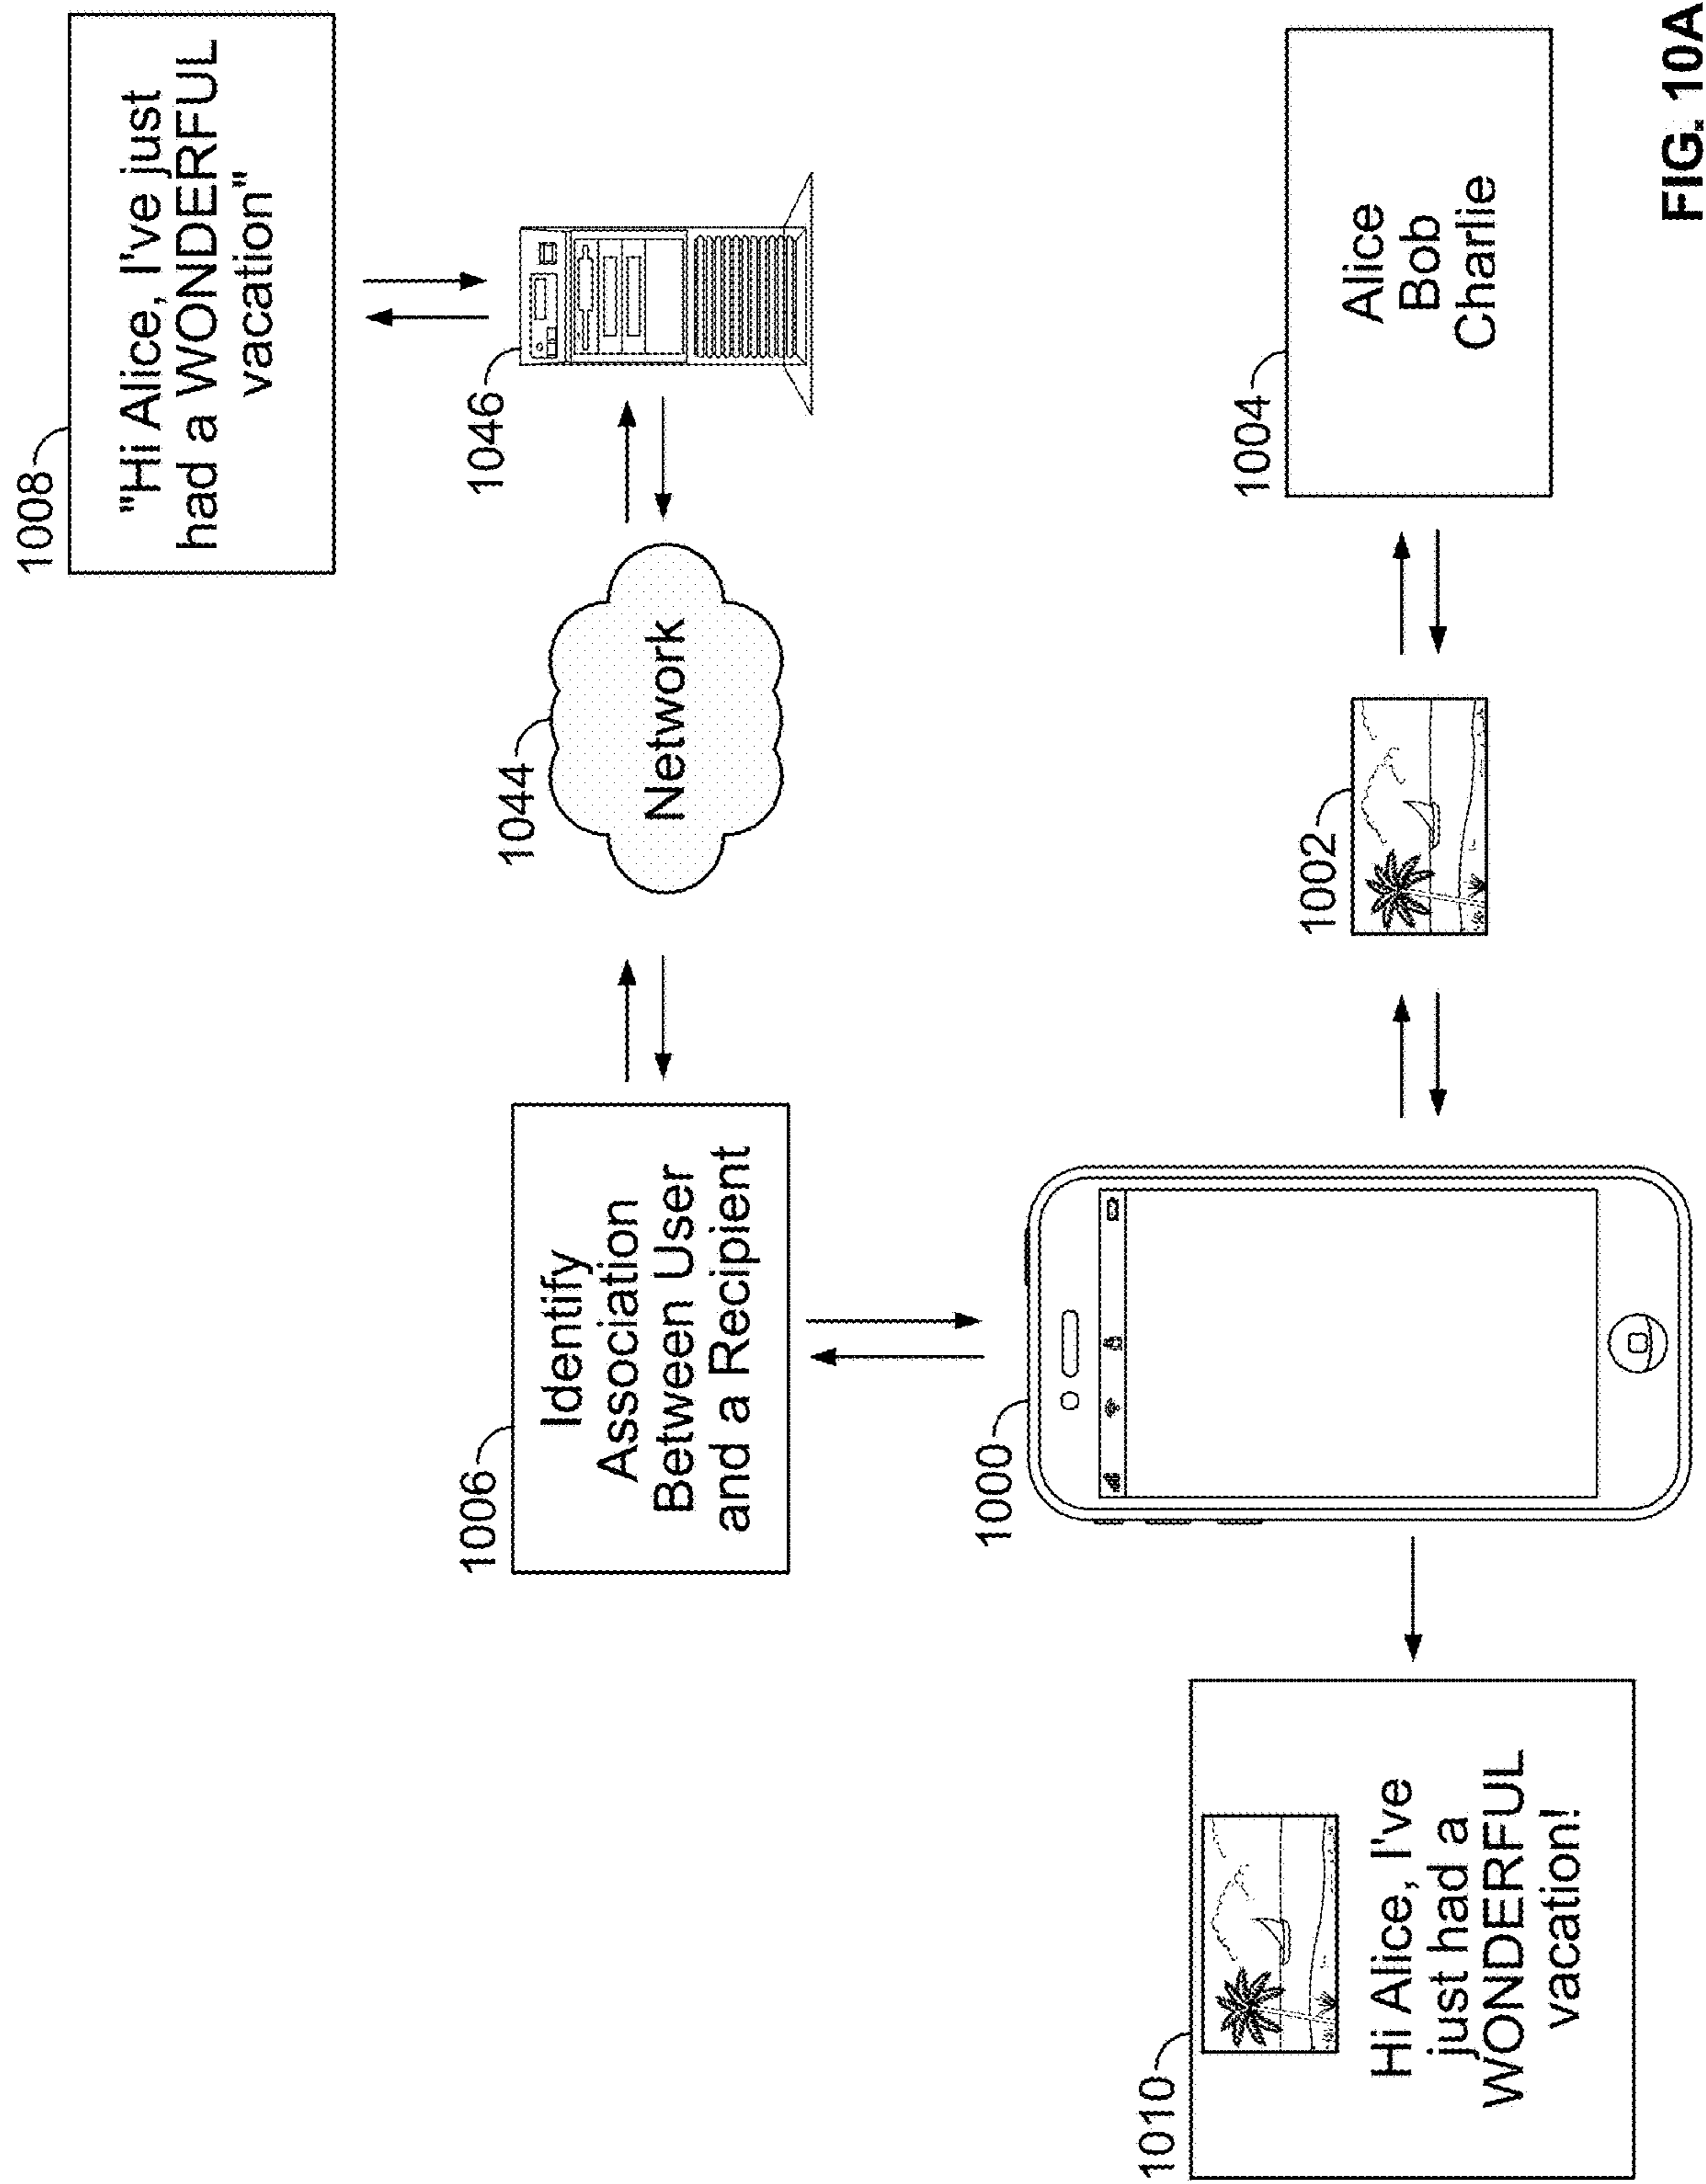 1008
"Hi Alice, I've just
had a WONDERFUL
vacation"
1006
Identify
Association
Between User
and a Recipient
1044
Network
1046
1010
Hi Alice, I've
just had a
WONDERFUL
vacation!
1000
1002
1004
Alice
Bob
Charlie
FIG. 10A